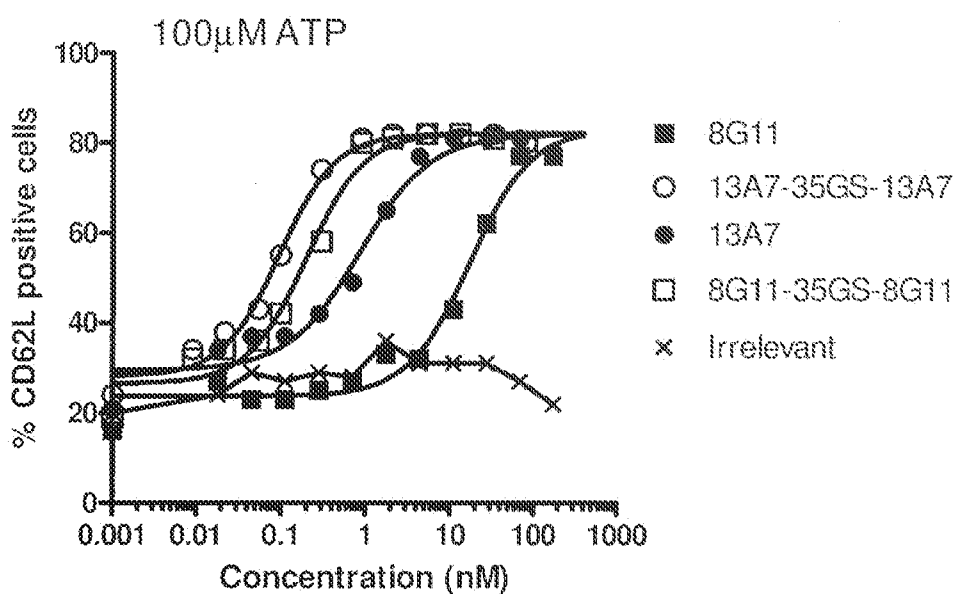 100μM ATP
% CD62L positive cells
100
80
60
40
20
0
0.001 0.01 0.1 1 10 100 1000
Concentration (nM)
8G11
13A7-35GS-13A7
13A7
8G11-35GS-8G11
Irrelevant